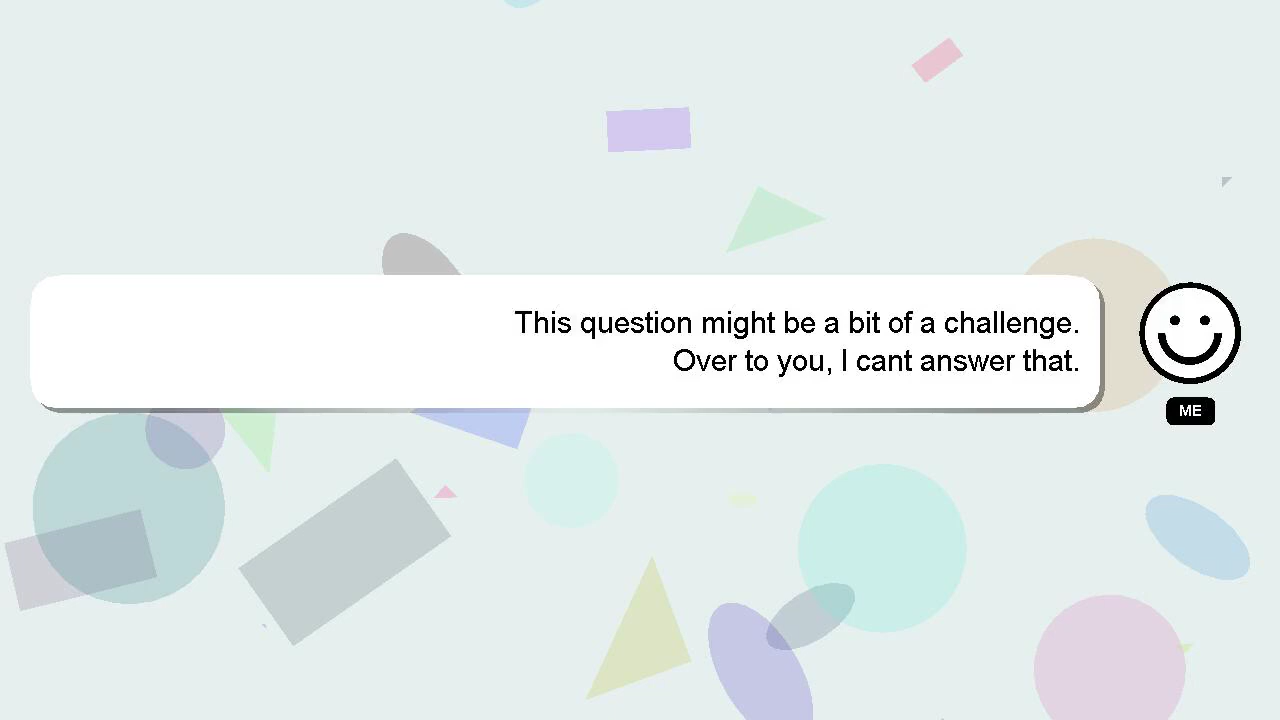 This question might be a bit of a challenge.
Over to you, I cant answer that.
ME